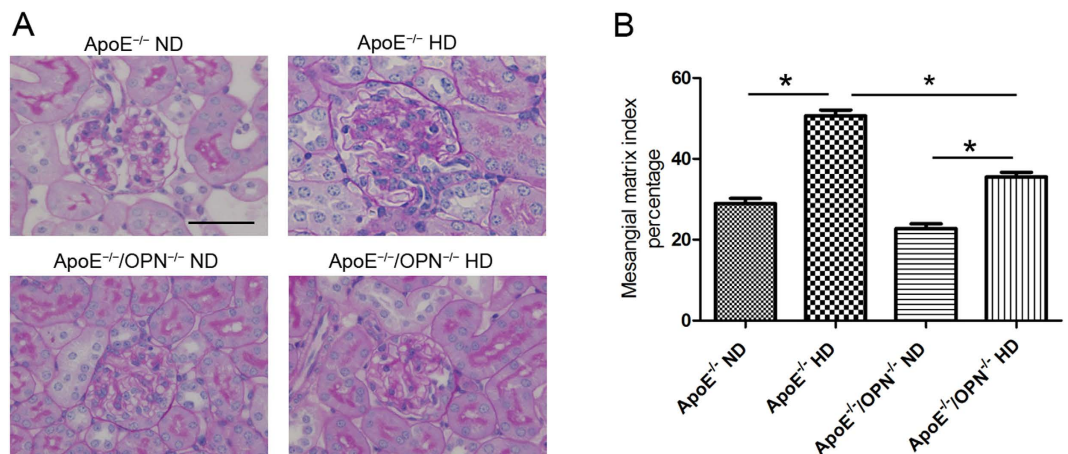 A
ApoE⁻/⁻ ND
ApoE⁻/⁻ HD
ApoE⁻/⁻/OPN⁻/⁻ ND
ApoE⁻/⁻/OPN⁻/⁻ HD
B
Mesangial matrix index
percentage
60
40
20
0
*
*
*
ApoE⁻/⁻ ND
ApoE⁻/⁻ HD
ApoE⁻/⁻/OPN⁻/⁻ ND
ApoE⁻/⁻/OPN⁻/⁻ HD